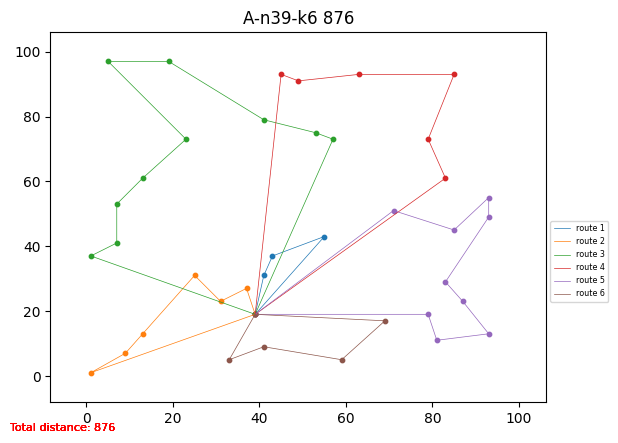 A-n39-k6 876
100
80
60
40
20
0
0 20 40 60 80 100
route 1
route 2
route 3
route 4
route 5
route 6
Total distance: 876